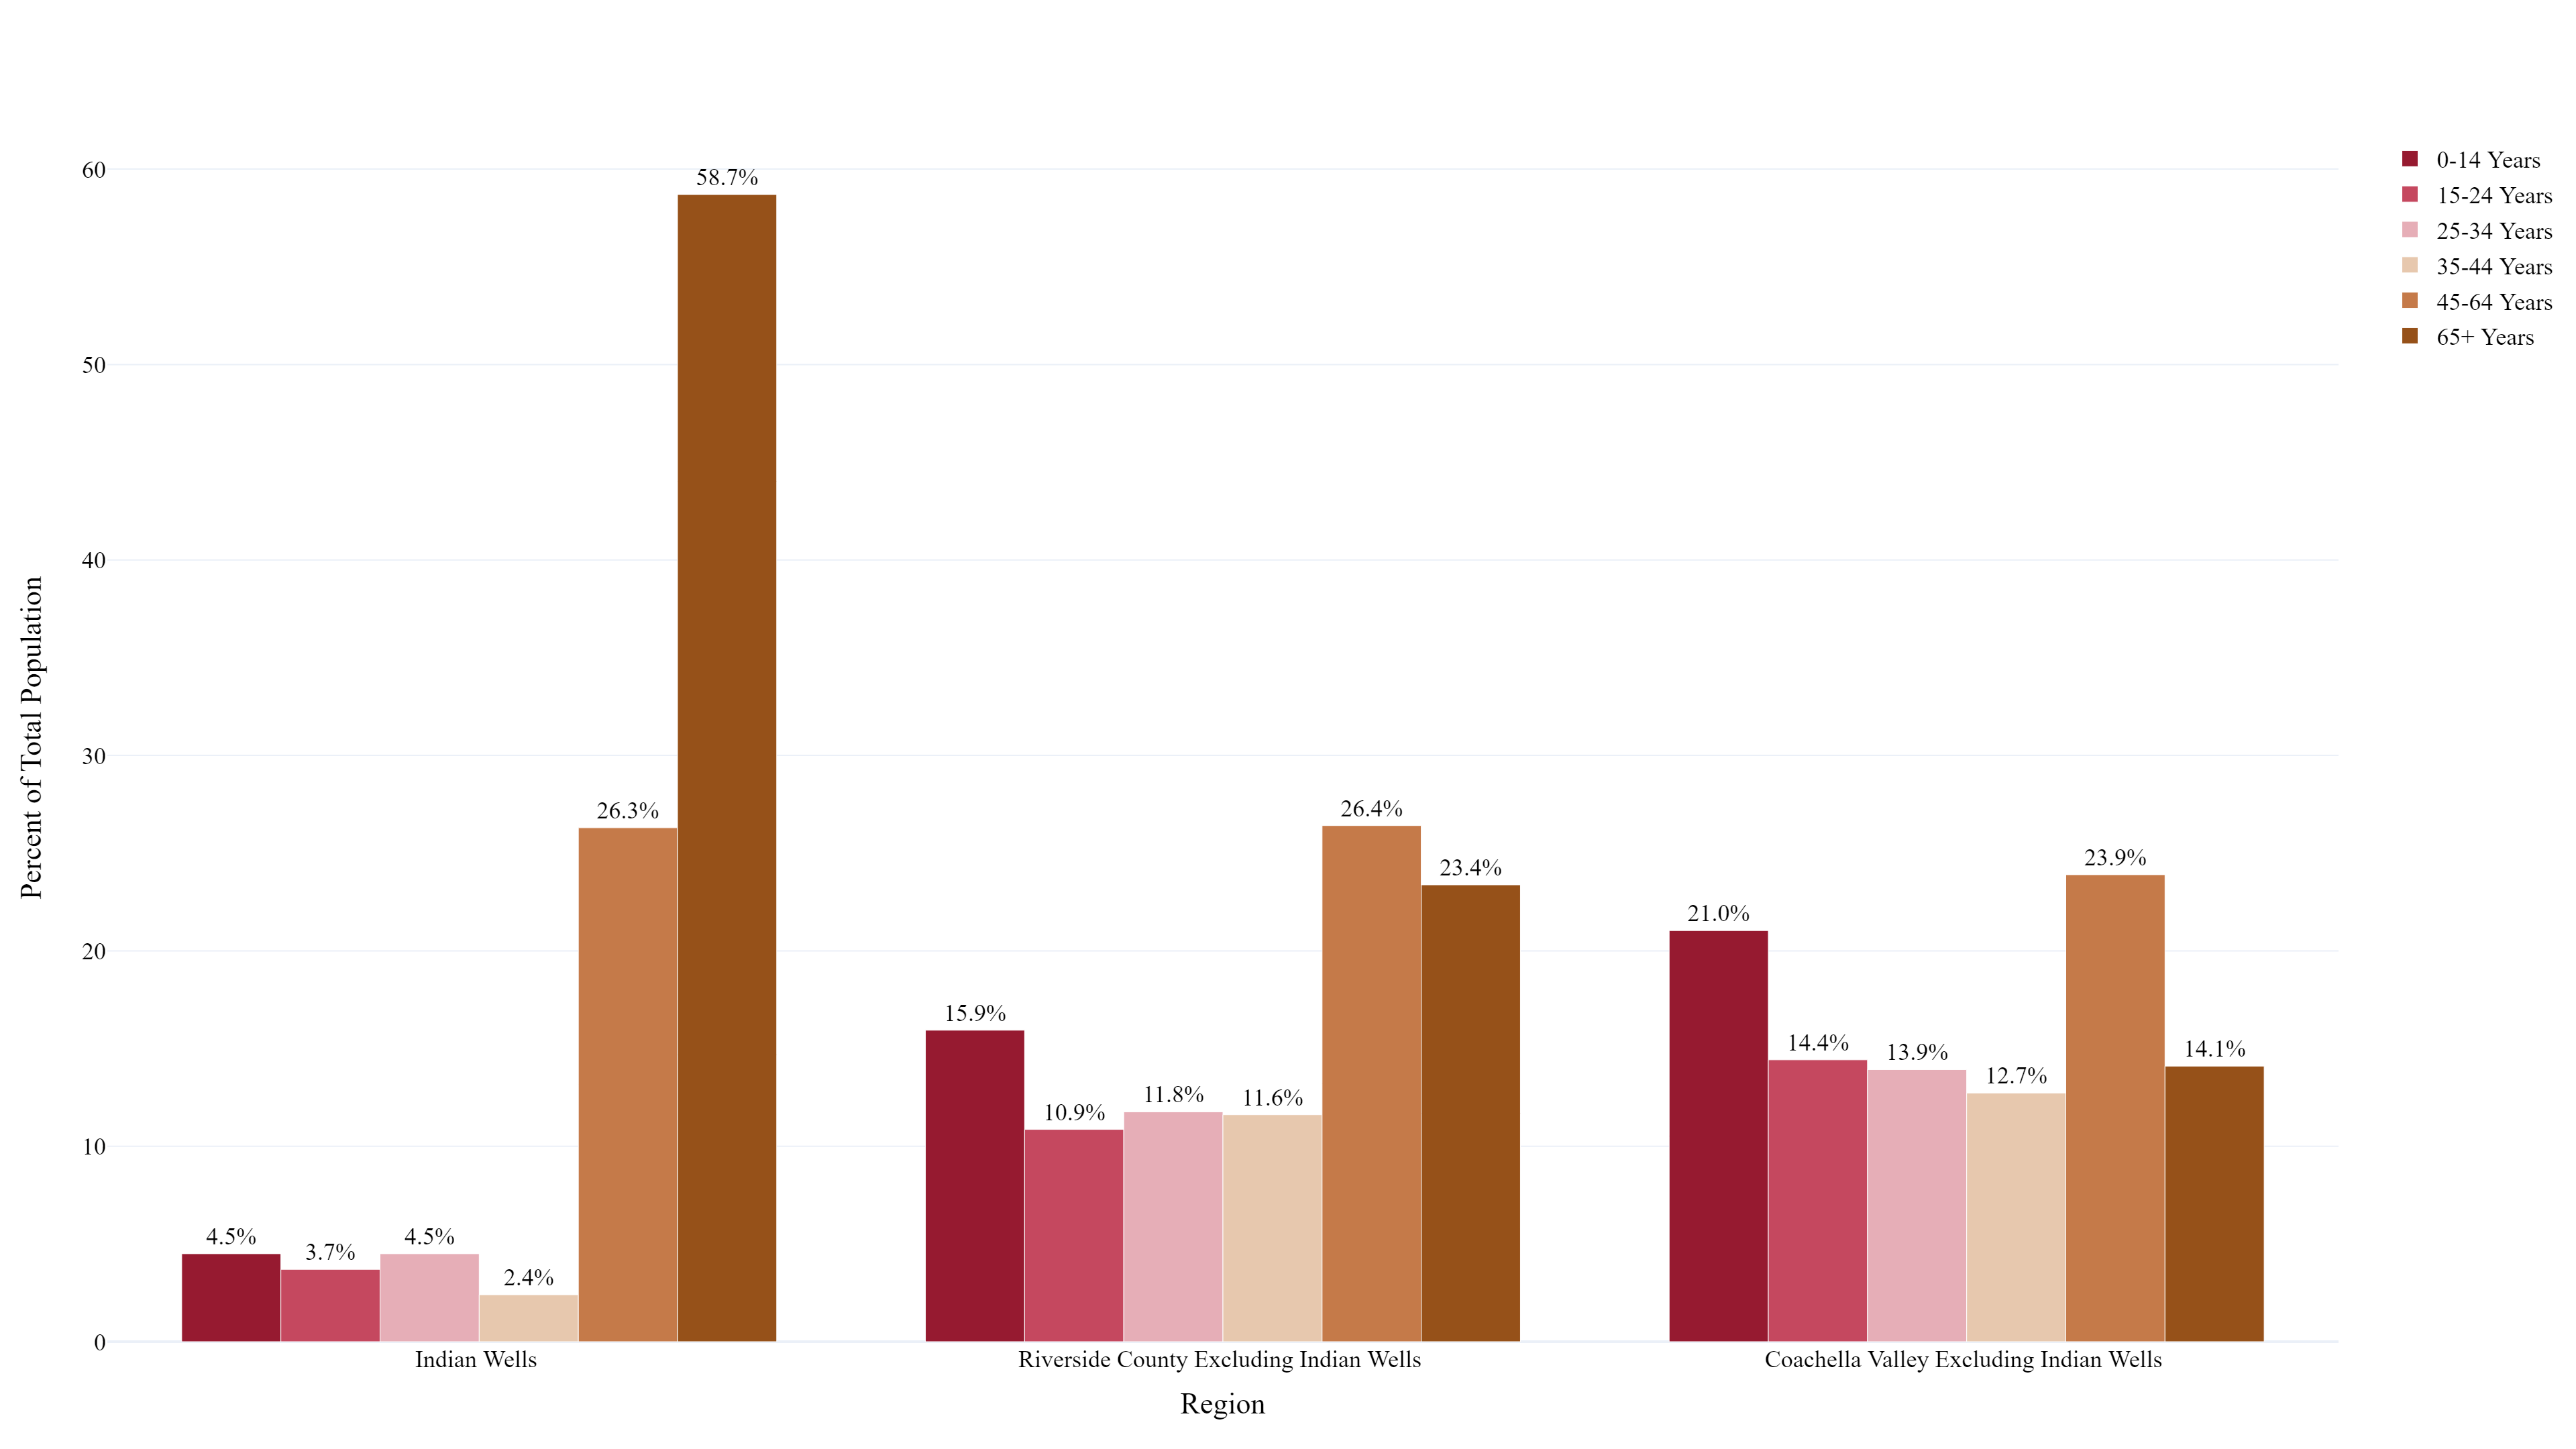 60
50
40
30
20
10
0
Percent of Total Population
4.5%
3.7%
4.5%
2.4%
26.3%
58.7%
15.9%
10.9%
11.8%
11.6%
26.4%
23.4%
21.0%
14.4%
13.9%
12.7%
23.9%
14.1%
Indian Wells
Riverside County Excluding Indian Wells
Coachella Valley Excluding Indian Wells
Region
0-14 Years
15-24 Years
25-34 Years
35-44 Years
45-64 Years
65+ Years